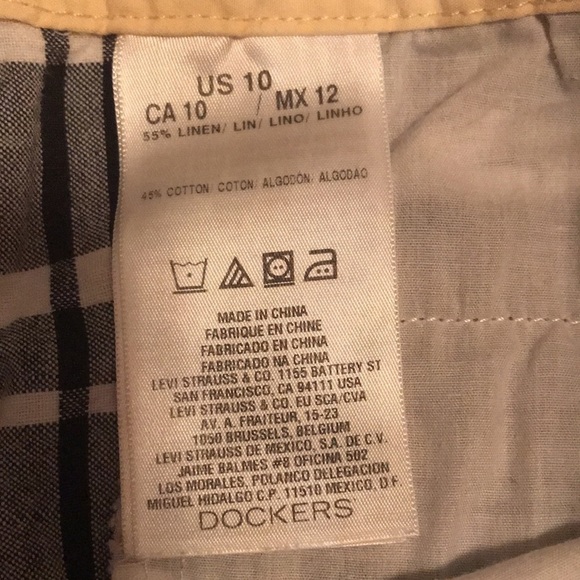 US 10
CA 10 / MX 12
55% LINEN/ LIN/ LINO/ LINHO
45% COTTON/ COTON/ ALGODÓN/ ALGODAO
MADE IN CHINA
FABRIQUE EN CHINE
FABRICADO EN CHINA
FABRICADO NA CHINA
LEVI STRAUSS & CO. 1155 BATTERY ST
SAN FRANCISCO, CA 94111 USA
LEVI STRAUSS & CO. EU SCA/CVA
AV. A. FRAITEUR, 15-23
1050 BRUSSELS, BELGIUM
LEVI STRAUSS DE MEXICO, S.A. DE C.V.
JAIME BALMES #8 OFICINA 502
LOS MORALES, POLANCO DELEGACION
MIGUEL HIDALGO C.P. 11510 MEXICO, D.F.
DOCKERS